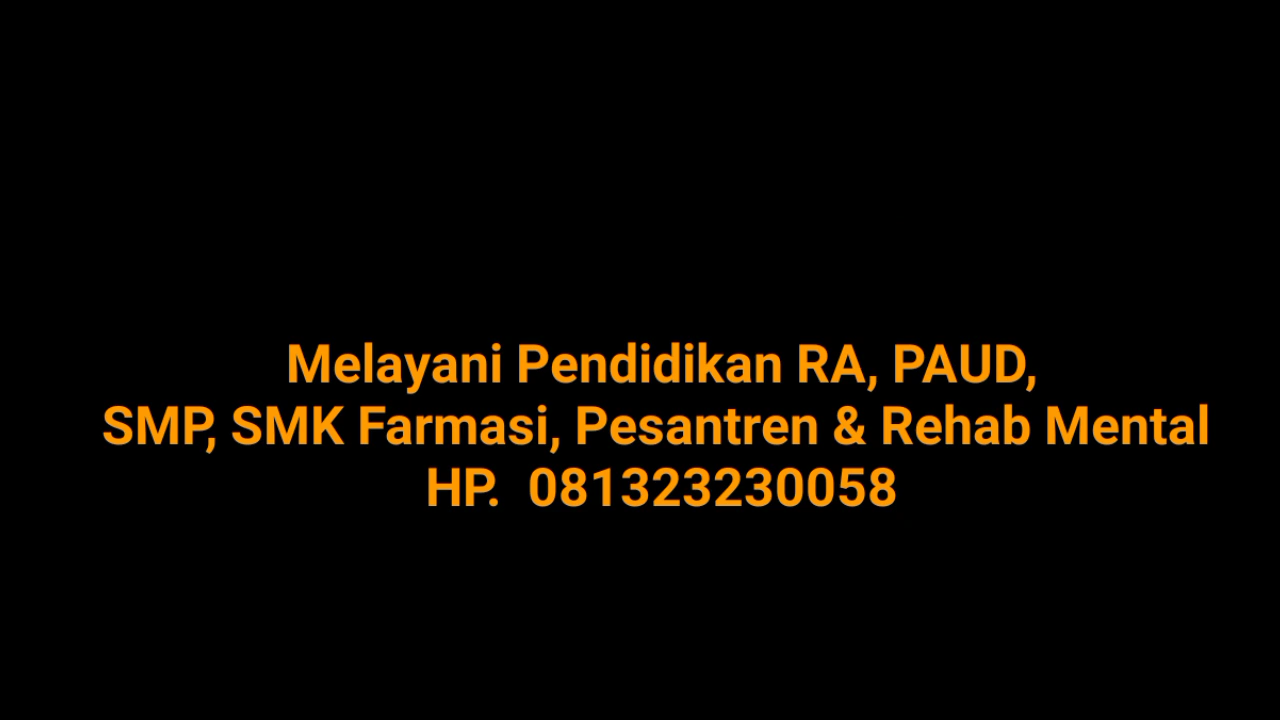 Melayani Pendidikan RA, PAUD,
SMP, SMK Farmasi, Pesantren & Rehab Mental
HP.  081323230058